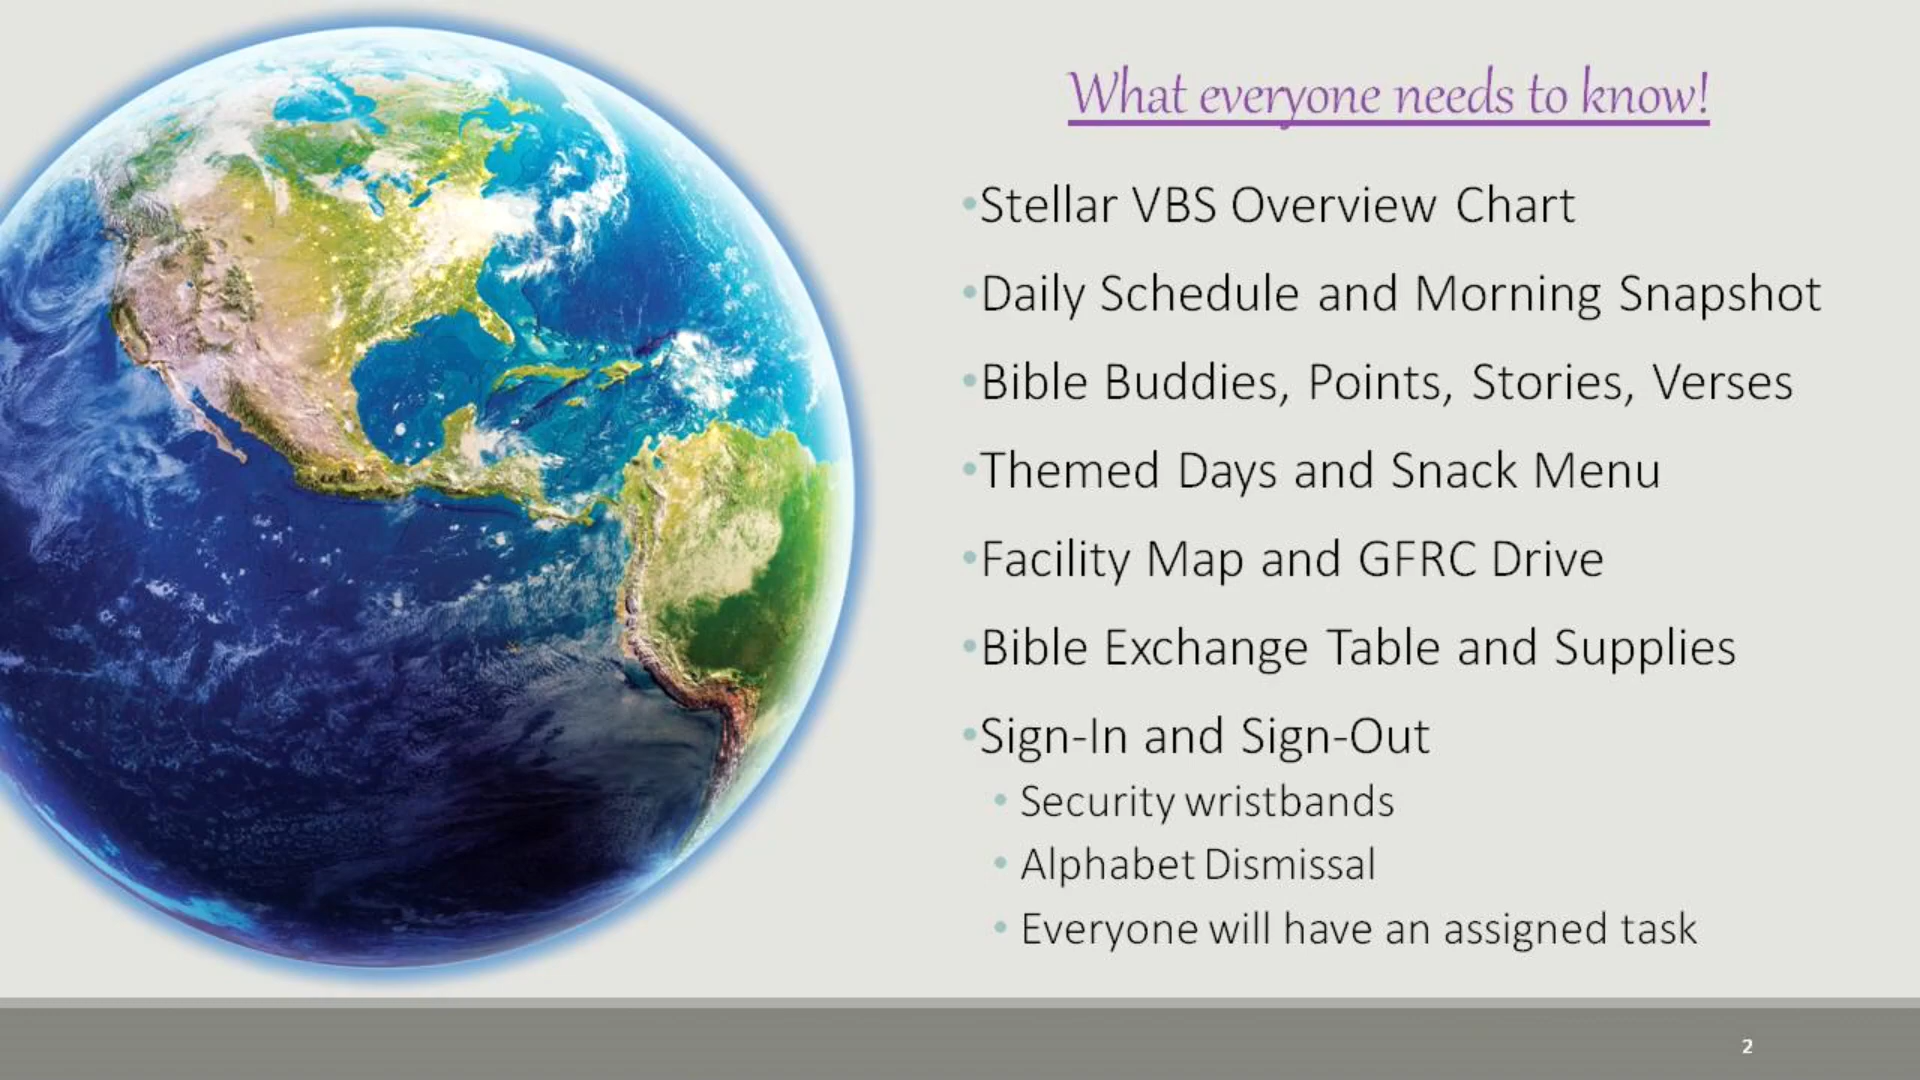 What everyone needs to know!
•Stellar VBS Overview Chart
•Daily Schedule and Morning Snapshot
•Bible Buddies, Points, Stories, Verses
•Themed Days and Snack Menu
•Facility Map and GFRC Drive
•Bible Exchange Table and Supplies
•Sign-In and Sign-Out
• Security wristbands
• Alphabet Dismissal
• Everyone will have an assigned task
2